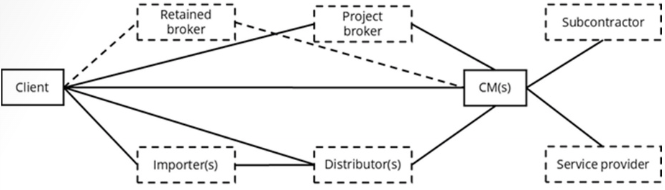 Retained
broker
Project
broker
Subcontractor
Client
CM(s)
Importer(s)
Distributor(s)
Service provider